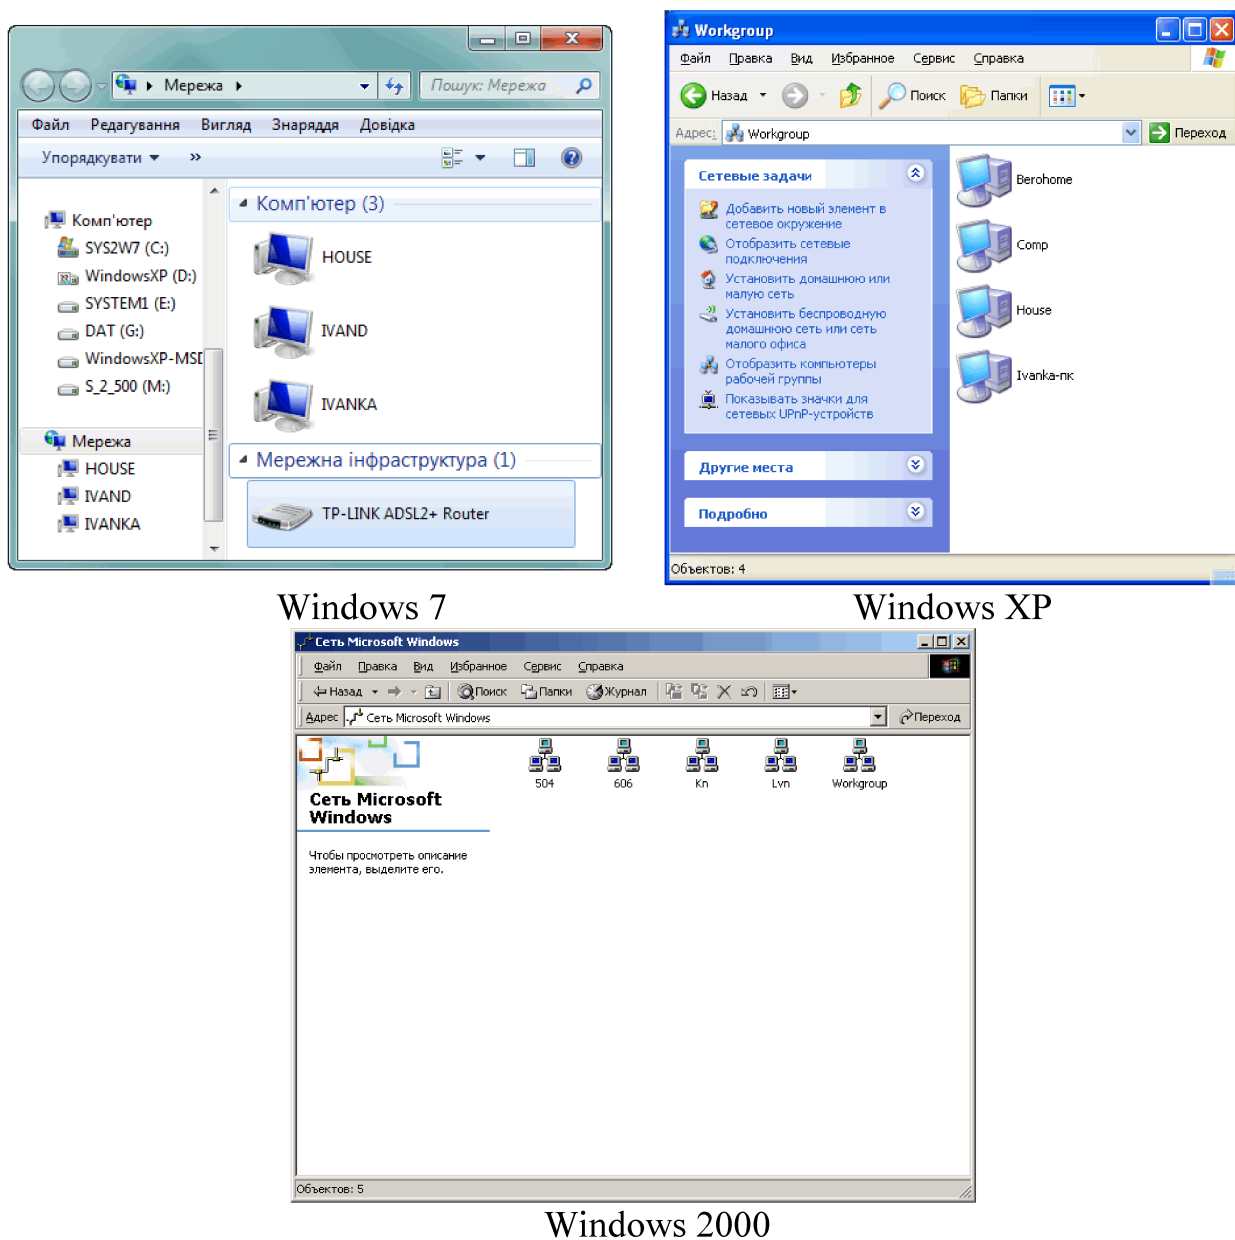 Мережа
Пошук: Мережа
Файл Редагування Вигляд Знаряддя Довідка
Упорядкувати »
Комп'ютер
SYS2W7 (C:)
WindowsXP (D:)
SYSTEM1 (E:)
DAT (G:)
WindowsXP-MSD
S_2_500 (M:)
Мережа
HOUSE
IVAND
IVANKA
Комп'ютер (3)
HOUSE
IVAND
IVANKA
Мережна інфраструктура (1)
TP-LINK ADSL2+ Router
Windows 7
Workgroup
Файл Правка Вид Избранное Сервис Справка
Назад Поиск Папки
Адрес: Workgroup Переход
Сетевые задачи
Добавить новый элемент в
сетевое окружение
Отобразить сетевые
подключения
Установить домашнюю или
малую сеть
Установить беспроводную
домашнюю сеть или сеть
малого офиса
Отобразить компьютеры
рабочей группы
Показывать значки для
сетевых UPnP-устройств
Другие места
Подробно
Berohome
Comp
House
Ivanka-пк
Объектов: 4
Windows XP
Сеть Microsoft Windows
Файл Правка Вид Избранное Сервис Справка
Назад Поиск Папки Журнал
Адрес Сеть Microsoft Windows Переход
Сеть Microsoft
Windows
Чтобы просмотреть описание
элемента, выделите его.
504 606 Kn Lvn Workgroup
Объектов: 5
Windows 2000